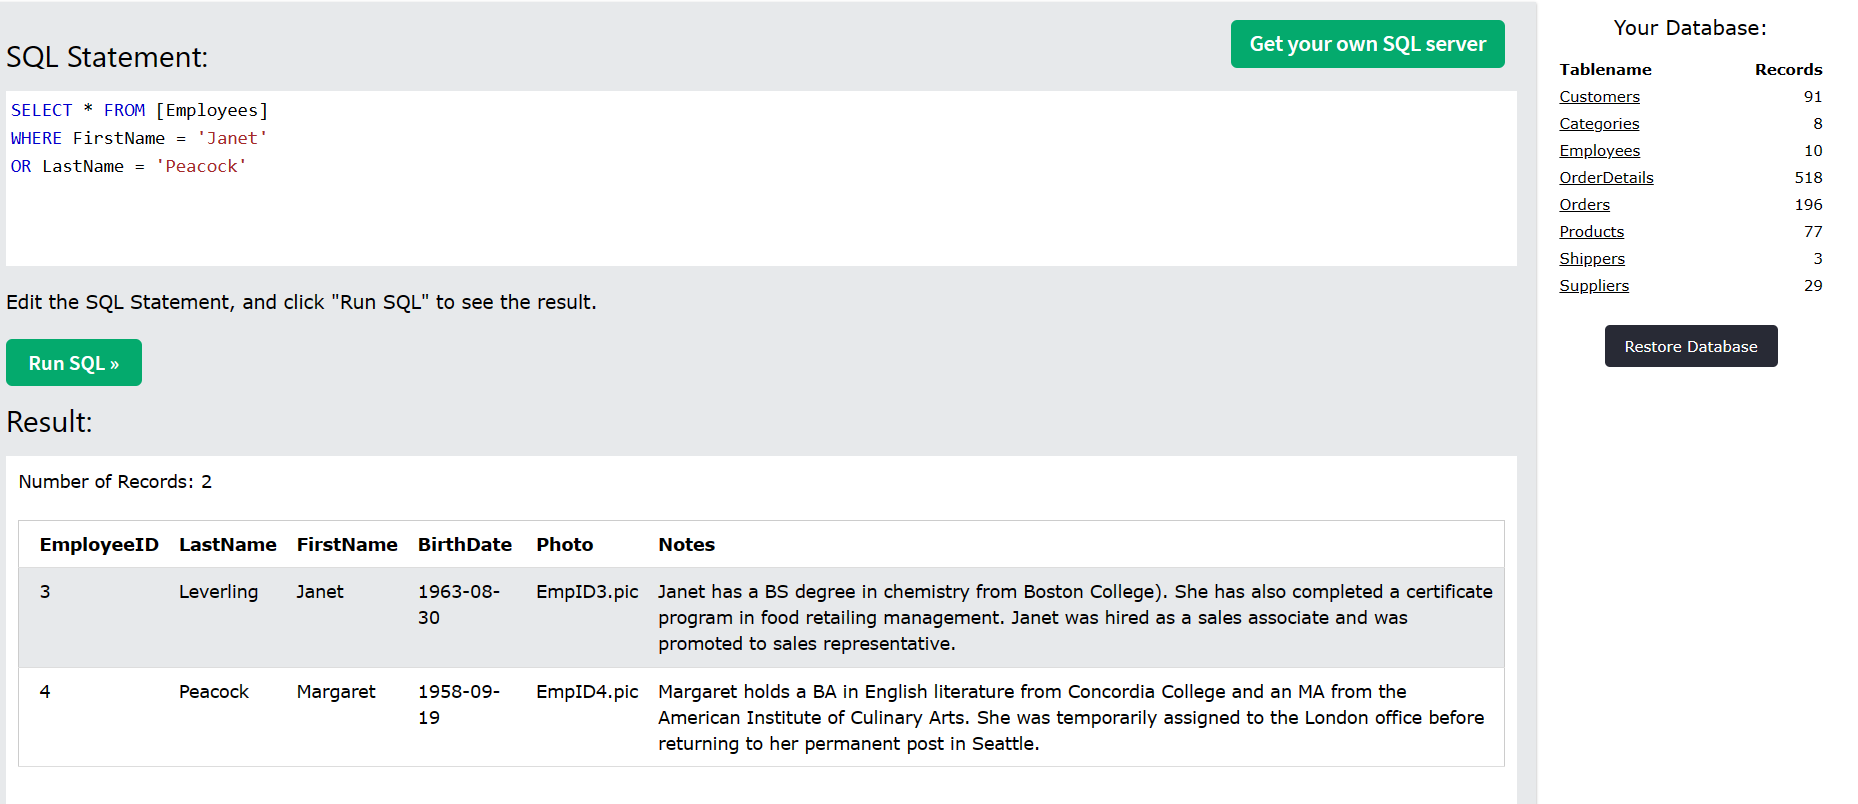 Get your own SQL server
SQL Statement:
SELECT * FROM [Employees]
WHERE FirstName = 'Janet'
OR LastName = 'Peacock'
Edit the SQL Statement, and click "Run SQL" to see the result.
Run SQL »
Result:
Number of Records: 2
EmployeeID LastName FirstName BirthDate Photo Notes
3 Leverling Janet 1963-08- EmpID3.pic Janet has a BS degree in chemistry from Boston College). She has also completed a certificate
30 program in food retailing management. Janet was hired as a sales associate and was
promoted to sales representative.
4 Peacock Margaret 1958-09- EmpID4.pic Margaret holds a BA in English literature from Concordia College and an MA from the
19 American Institute of Culinary Arts. She was temporarily assigned to the London office before
returning to her permanent post in Seattle.
Your Database:
Tablename Records
Customers 91
Categories 8
Employees 10
OrderDetails 518
Orders 196
Products 77
Shippers 3
Suppliers 29
Restore Database